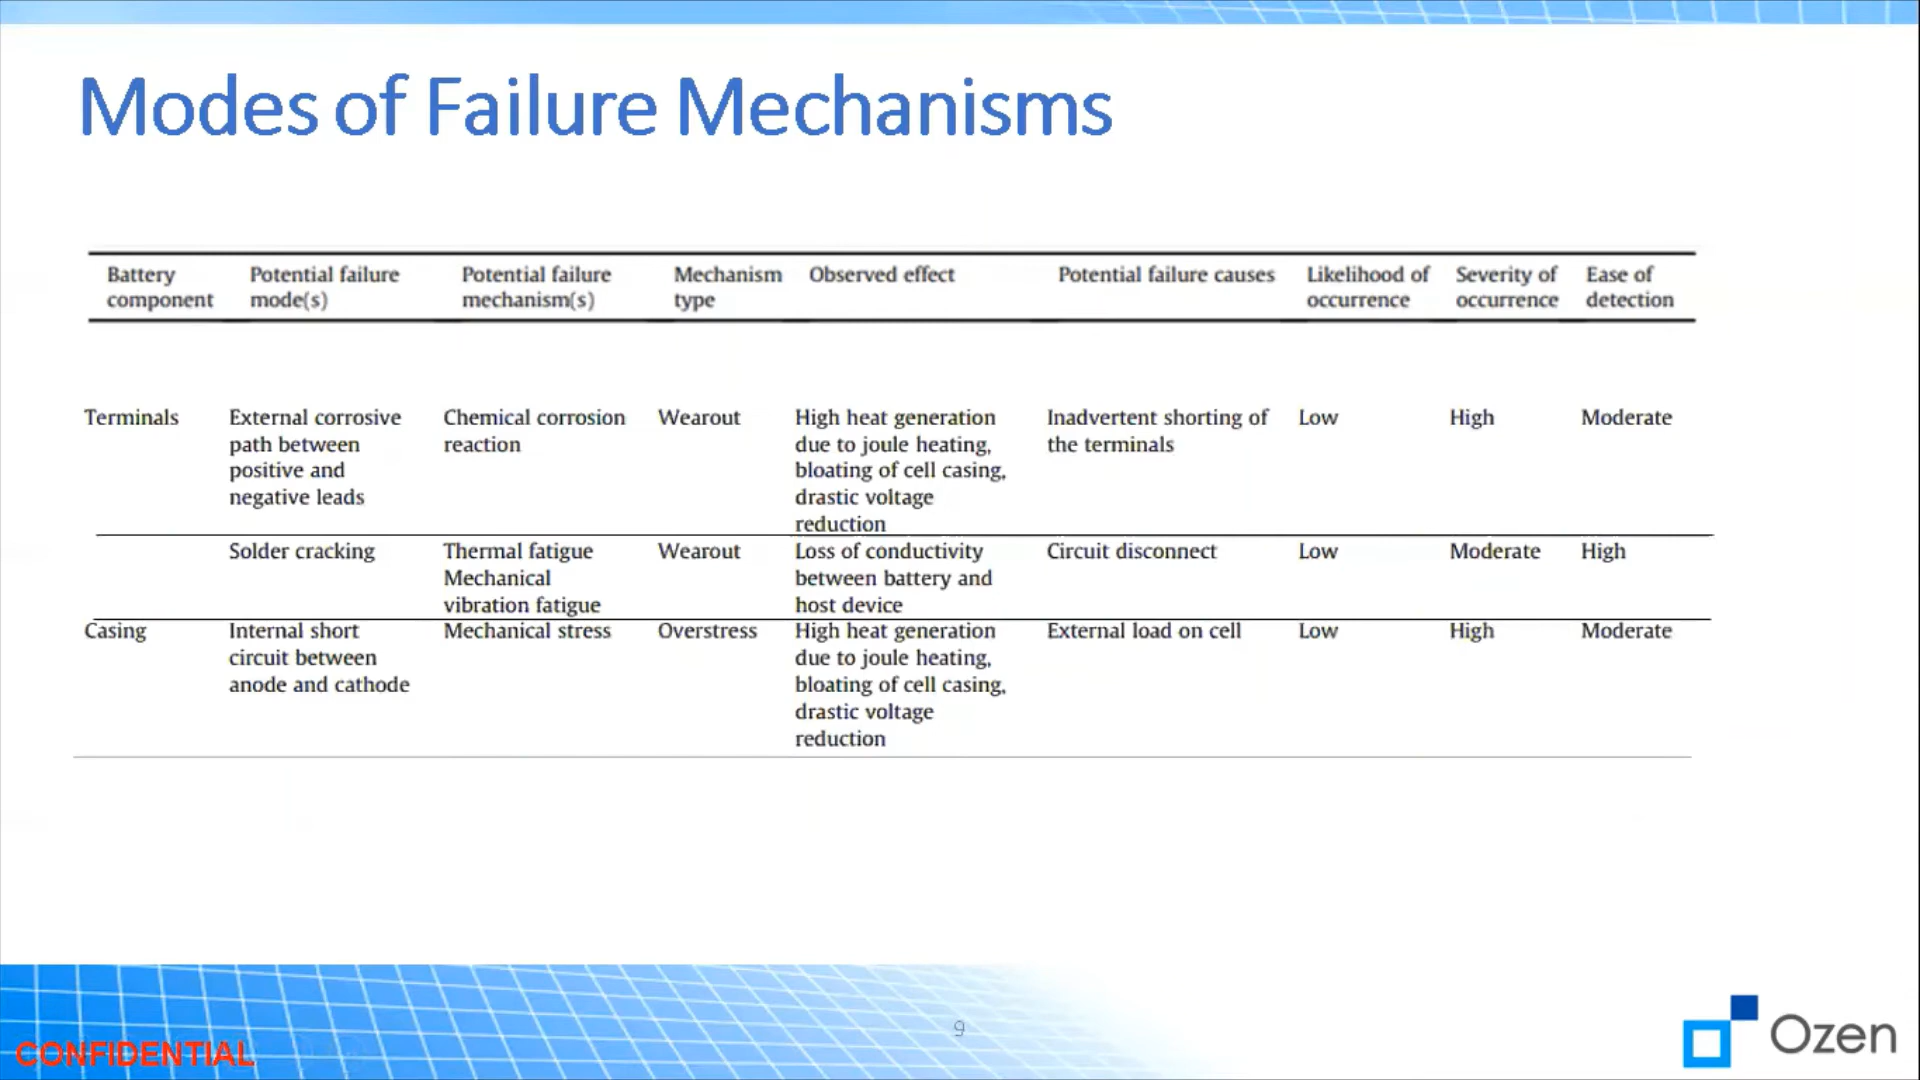 Modes of Failure Mechanisms
Battery component | Potential failure mode(s) | Potential failure mechanism(s) | Mechanism type | Observed effect | Potential failure causes | Likelihood of occurrence | Severity of occurrence | Ease of detection
Terminals | External corrosive path between positive and negative leads | Chemical corrosion reaction | Wearout | High heat generation due to joule heating, bloating of cell casing, drastic voltage reduction | Inadvertent shorting of the terminals | Low | High | Moderate
Solder cracking | Thermal fatigue Mechanical vibration fatigue | Wearout | Loss of conductivity between battery and host device | Circuit disconnect | Low | Moderate | High
Casing | Internal short circuit between anode and cathode | Mechanical stress | Overstress | High heat generation due to joule heating, bloating of cell casing, drastic voltage reduction | External load on cell | Low | High | Moderate
9
CONFIDENTIAL
Ozen